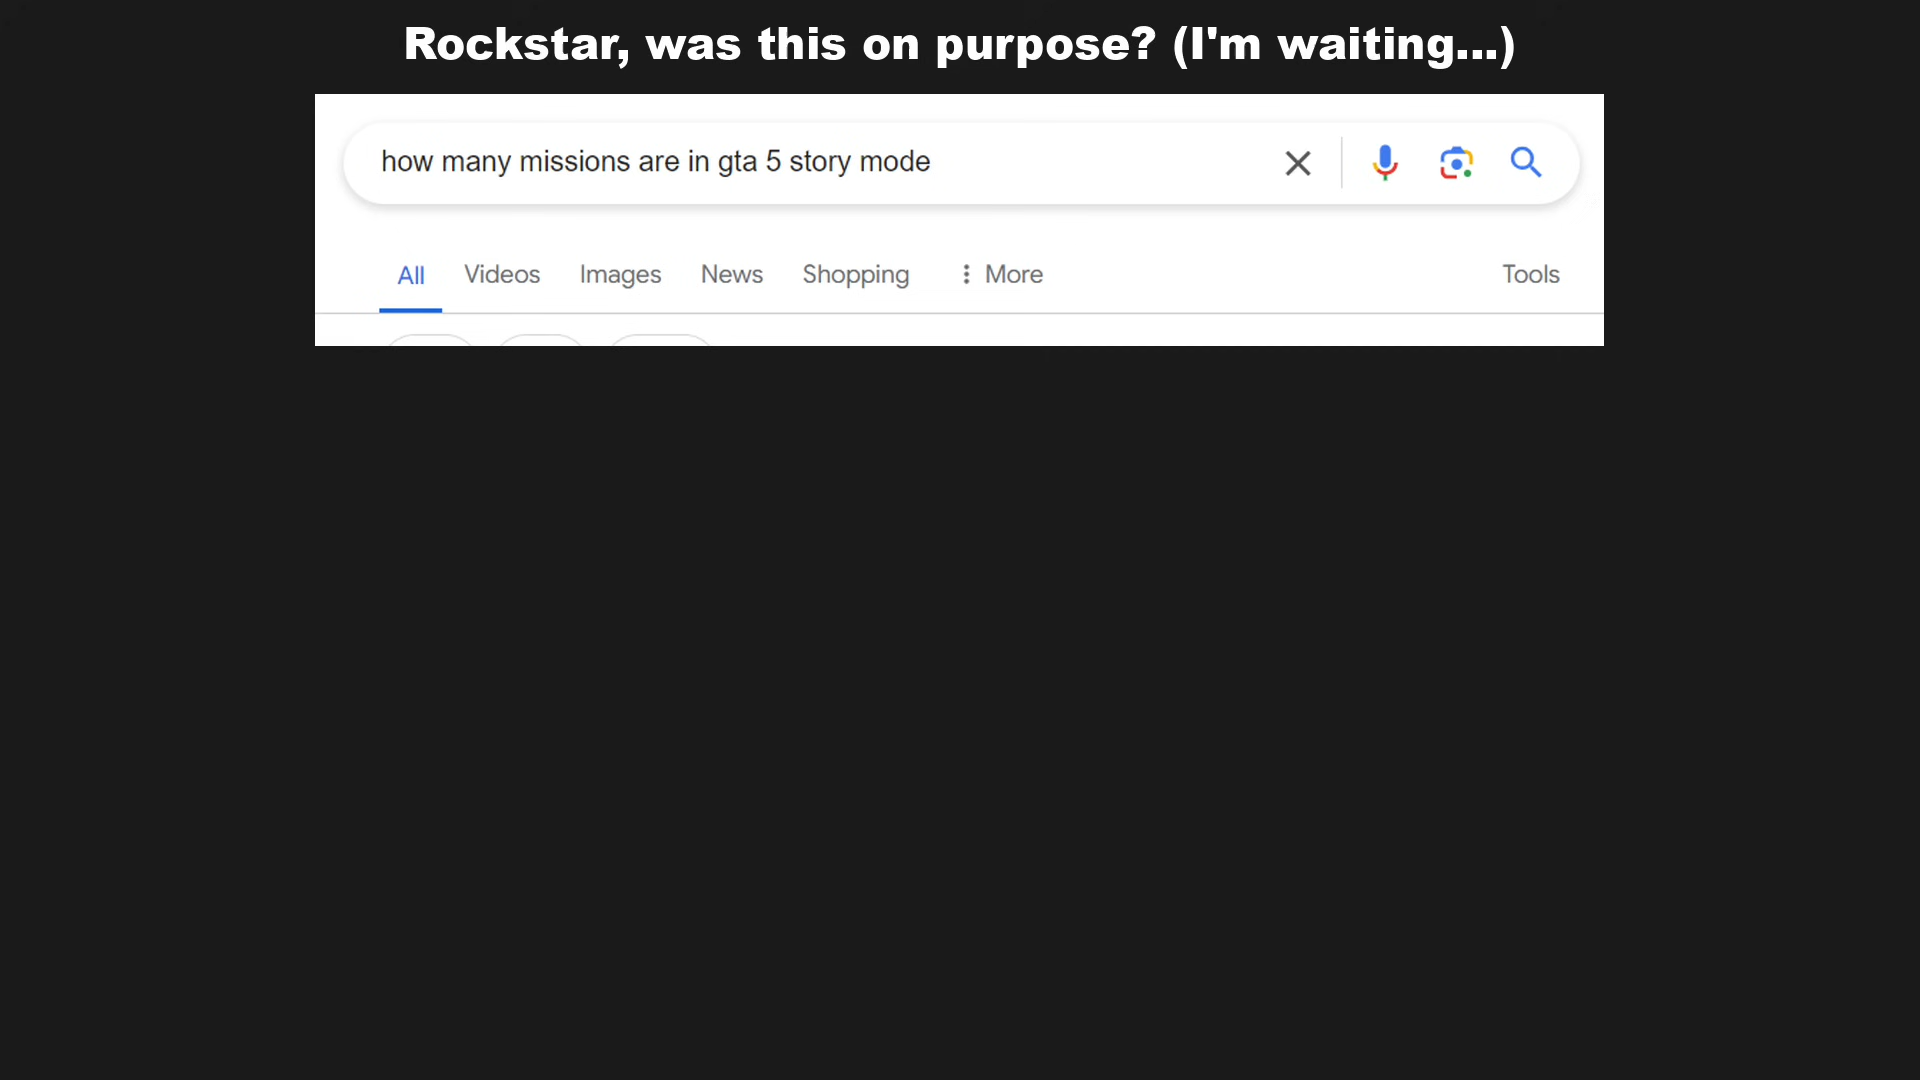 Rockstar, was this on purpose? (I'm waiting...)
how many missions are in gta 5 story mode
All Videos Images News Shopping More Tools